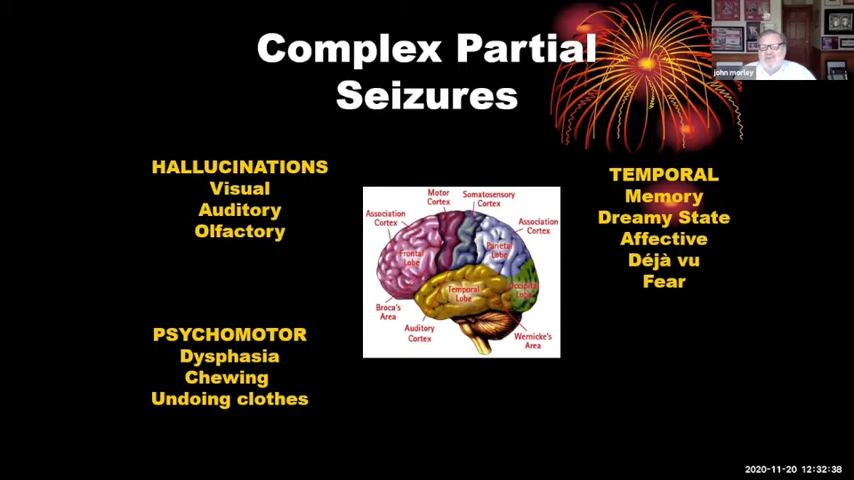 Complex Partial
Seizures
john morley
HALLUCINATIONS
Visual
Auditory
Olfactory
TEMPORAL
Memory
Dreamy State
Affective
Déjà vu
Fear
Motor
Cortex
Somatosensory
Cortex
Association
Cortex
Association
Cortex
Frontal
Lobe
Parietal
Lobe
Temporal
Lobe
Occipital
Lobe
Broca's
Area
Auditory
Cortex
Wernicke's
Area
PSYCHOMOTOR
Dysphasia
Chewing
Undoing clothes
2020-11-20 12:32:38